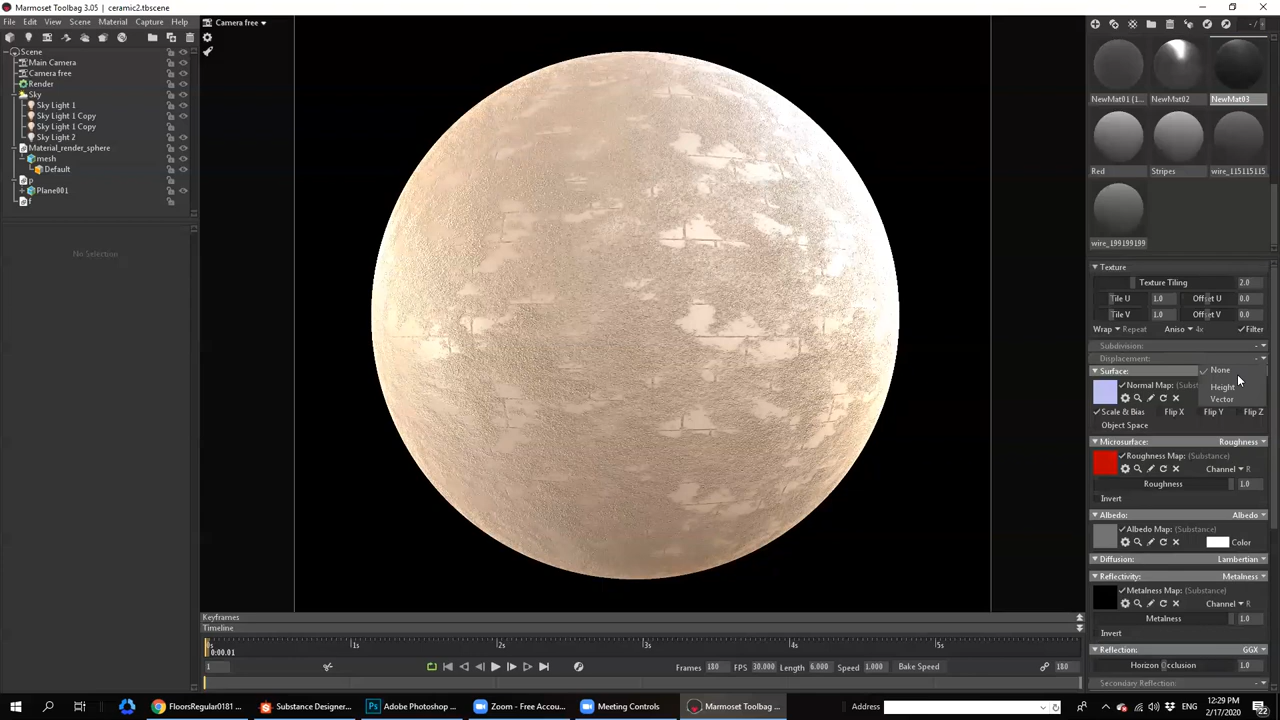 Marmoset Toolbag 3.05 | ceramic2.tbscene
File Edit View Scene Material Capture Help
Scene
Main Camera
Camera free
Render
Sky
Sky Light 1
Sky Light 1 Copy
Sky Light 1 Copy
Sky Light 2
Material_render_sphere
mesh
Default
p
Plane001
f
No Selection
Camera free
NewMat01 (1... NewMat02 NewMat03
Red Stripes wire_115115115
wire_199199199
Texture
Texture Tiling 2.0
Tile U 1.0 Offset U 0.0
Tile V 1.0 Offset V 0.0
Wrap Repeat Aniso 4x Filter
Subdivision:
Displacement:
Surface: None
Normal Map: (Subst
Height
Vector
Scale & Bias Flip X Flip Y Flip Z
Object Space
Microsurface: Roughness
Roughness Map: (Substance)
Channel R
Roughness 1.0
Invert
Albedo: Albedo
Albedo Map: (Substance)
Color
Diffusion: Lambertian
Reflectivity: Metalness
Metalness Map: (Substance)
Channel R
Metalness 1.0
Invert
Reflection: GGX
Horizon Occlusion 1.0
Secondary Reflection:
Keyframes
Timeline
0s 1s 2s 3s 4s 5s
0:00.01
1 Frames 180 FPS 30.000 Length 6.000 Speed 1.000 Bake Speed 180
FloorsRegular0181 ... Substance Designer... Adobe Photoshop ... Zoom - Free Accou... Meeting Controls Marmoset Toolbag ... Address
12:29 PM
2/17/2020
22